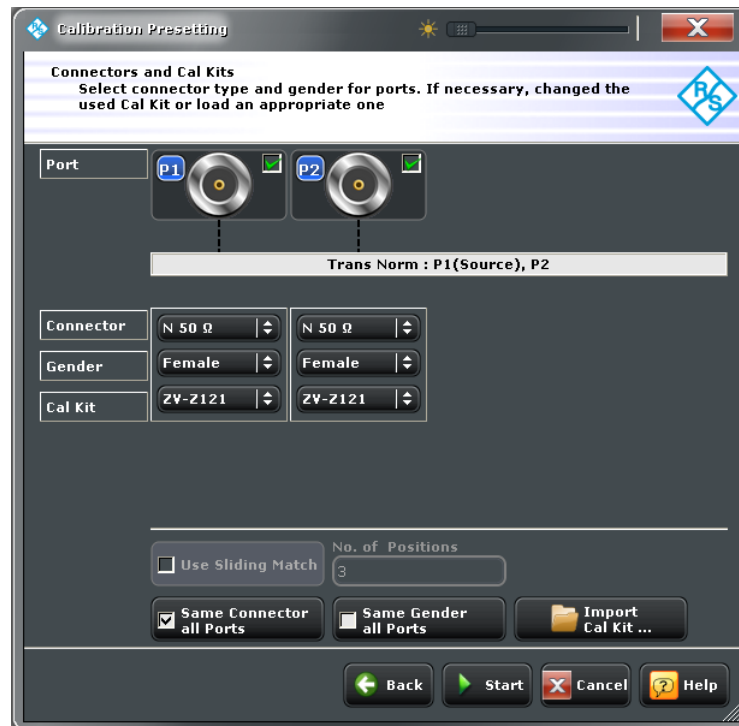 Calibration Presetting
Connectors and Cal Kits
Select connector type and gender for ports. If necessary, changed the
used Cal Kit or load an appropriate one
R&S
Port
P1
P2
Trans Norm : P1(Source), P2
Connector
N 50 Ω
N 50 Ω
Gender
Female
Female
Cal Kit
ZV-Z121
ZV-Z121
Use Sliding Match
No. of Positions
3
Same Connector
all Ports
Same Gender
all Ports
Import
Cal Kit ...
Back
Start
Cancel
Help